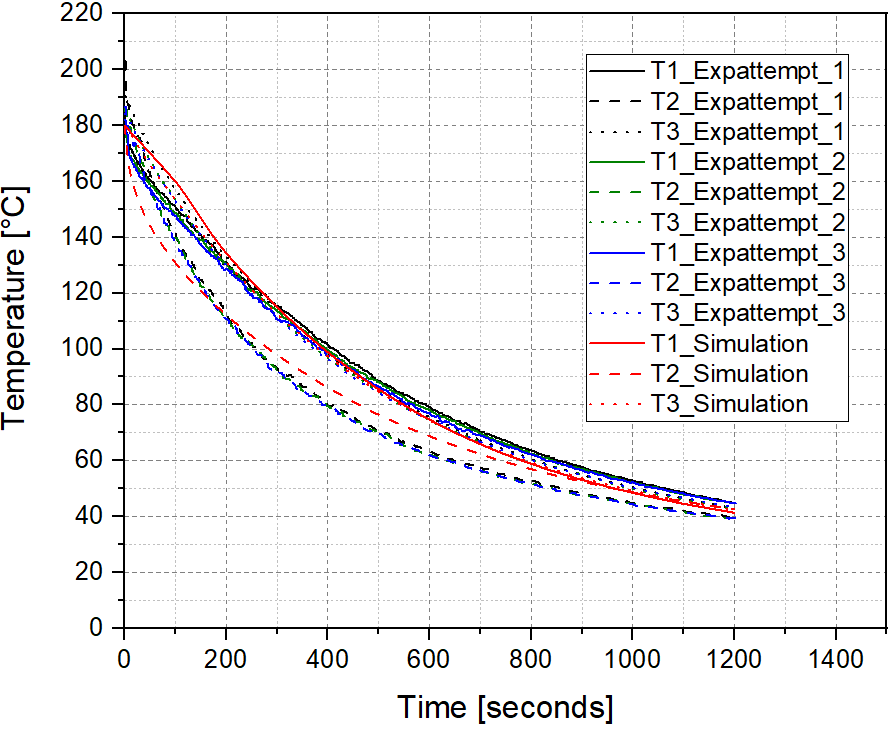 220
200
180
160
140
120
100
80
60
40
20
0
Temperature [°C]
T1_Expattempt_1
T2_Expattempt_1
T3_Expattempt_1
T1_Expattempt_2
T2_Expattempt_2
T3_Expattempt_2
T1_Expattempt_3
T2_Expattempt_3
T3_Expattempt_3
T1_Simulation
T2_Simulation
T3_Simulation
0 200 400 600 800 1000 1200 1400
Time [seconds]